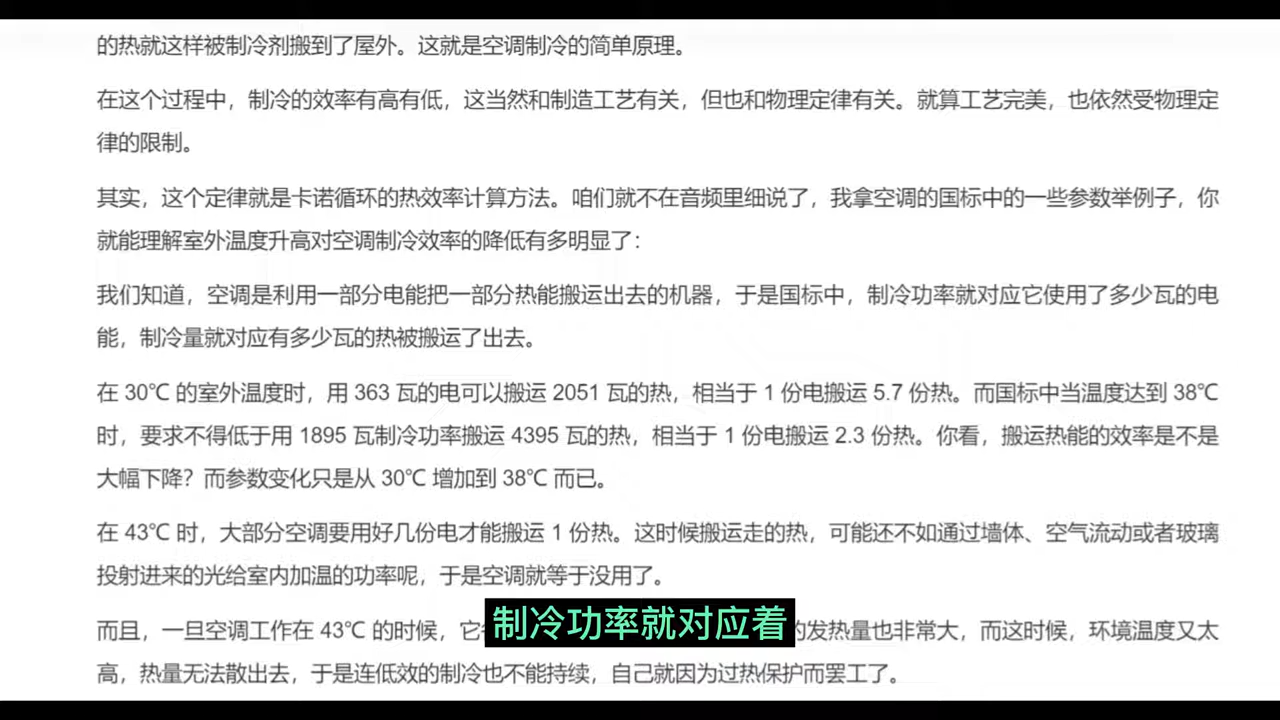 的热就这样被制冷剂搬到了屋外。这就是空调制冷的简单原理。
在这个过程中，制冷的效率有高有低，这当然和制造工艺有关，但也和物理定律有关。就算工艺完美，也依然受物理定
律的限制。
其实，这个定律就是卡诺循环的热效率计算方法。咱们就不在音频里细说了，我拿空调的国标中的一些参数举例子，你
就能理解室外温度升高对空调制冷效率的降低有多明显了：
我们知道，空调是利用一部分电能把一部分热能搬运出去的机器，于是国标中，制冷功率就对应它使用了多少瓦的电
能，制冷量就对应有多少瓦的热被搬运了出去。
在 30℃ 的室外温度时，用 363 瓦的电可以搬运 2051 瓦的热，相当于 1 份电搬运 5.7 份热。而国标中当温度达到 38℃
时，要求不得低于用 1895 瓦制冷功率搬运 4395 瓦的热，相当于 1 份电搬运 2.3 份热。你看，搬运热能的效率是不是
大幅下降？而参数变化只是从 30℃ 增加到 38℃ 而已。
在 43℃ 时，大部分空调要用好几份电才能搬运 1 份热。这时候搬运走的热，可能还不如通过墙体、空气流动或者玻璃
投射进来的光给室内加温的功率呢，于是空调就等于没用了。
而且，一旦空调工作在 43℃ 的时候，它 的发热量也非常大，而这时候，环境温度又太
制冷功率就对应着
高，热量无法散出去，于是连低效的制冷也不能持续，自己就因为过热保护而罢工了。